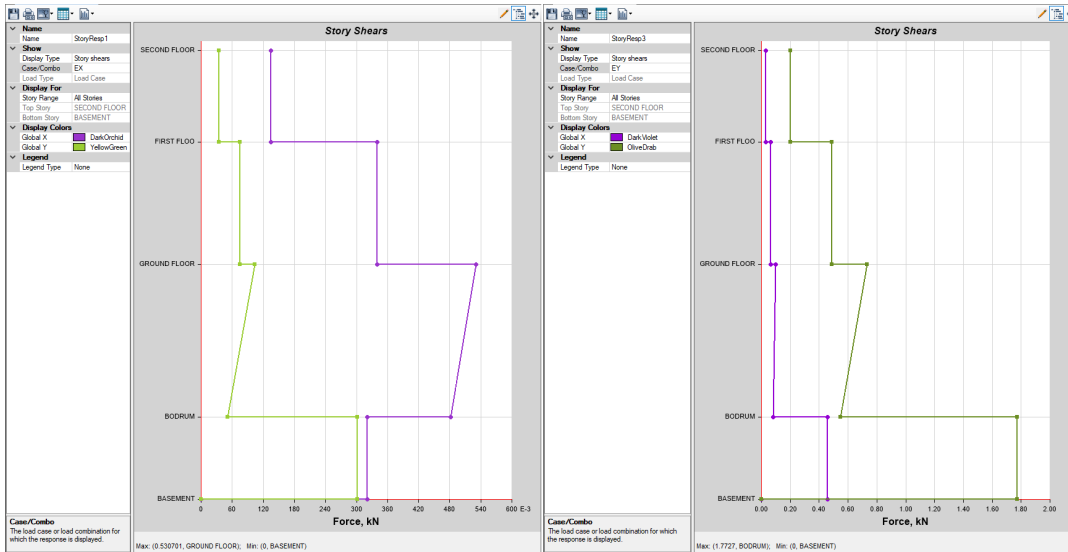 Name
Name StoryResp1
Show
Display Type Story shears
Case/Combo EX
Load Type Load Case
Display For
Story Range All Stories
Top Story SECOND FLOOR
Bottom Story BASEMENT
Display Colors
Global X DarkOrchid
Global Y YellowGreen
Legend
Legend Type None
Case/Combo
The load case or load combination for
which the response is displayed.
Story Shears
SECOND FLOOR
FIRST FLOO
GROUND FLOOR
BODRUM
BASEMENT
0 60 120 180 240 300 360 420 480 540 600 E-3
Force, kN
Max: (0.530701, GROUND FLOOR); Min: (0, BASEMENT)
Name
Name StoryResp3
Show
Display Type Story shears
Case/Combo EY
Load Type Load Case
Display For
Story Range All Stories
Top Story SECOND FLOOR
Bottom Story BASEMENT
Display Colors
Global X DarkViolet
Global Y OliveDrab
Legend
Legend Type None
Case/Combo
The load case or load combination for
which the response is displayed.
Story Shears
SECOND FLOOR
FIRST FLOO
GROUND FLOOR
BODRUM
BASEMENT
0.00 0.20 0.40 0.60 0.80 1.00 1.20 1.40 1.60 1.80 2.00
Force, kN
Max: (1.7727, BODRUM); Min: (0, BASEMENT)